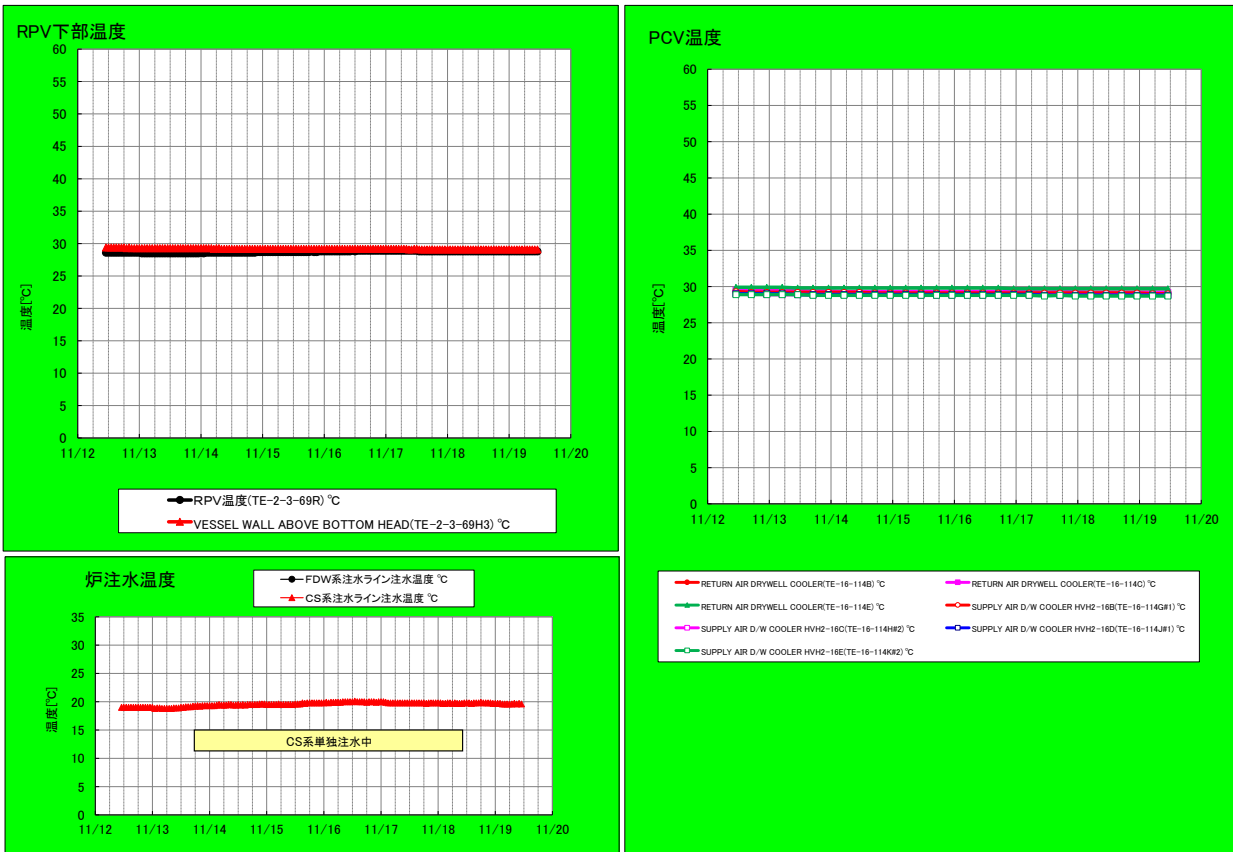 RPV下部温度
60
55
50
45
40
35
30
25
20
15
10
5
0
温度[℃]
11/12 11/13 11/14 11/15 11/16 11/17 11/18 11/19 11/20
RPV温度(TE-2-3-69R) ℃
VESSEL WALL ABOVE BOTTOM HEAD(TE-2-3-69H3) ℃
炉注水温度
FDW系注水ライン注水温度 ℃
CS系注水ライン注水温度 ℃
35
30
25
20
15
10
5
0
温度[℃]
CS系単独注水中
11/12 11/13 11/14 11/15 11/16 11/17 11/18 11/19 11/20
PCV温度
60
55
50
45
40
35
30
25
20
15
10
5
0
温度[℃]
11/12 11/13 11/14 11/15 11/16 11/17 11/18 11/19 11/20
RETURN AIR DRYWELL COOLER(TE-16-114B) ℃
RETURN AIR DRYWELL COOLER(TE-16-114C) ℃
RETURN AIR DRYWELL COOLER(TE-16-114E) ℃
SUPPLY AIR D/W COOLER HVH2-16B(TE-16-114G#1) ℃
SUPPLY AIR D/W COOLER HVH2-16C(TE-16-114H#2) ℃
SUPPLY AIR D/W COOLER HVH2-16D(TE-16-114J#1) ℃
SUPPLY AIR D/W COOLER HVH2-16E(TE-16-114K#2) ℃